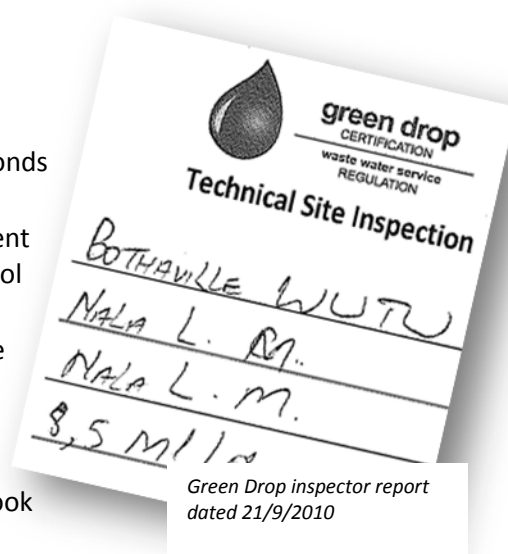 onds
ent
ol
e
ook
green drop
CERTIFICATION
waste water service
REGULATION
Technical Site Inspection
BOTHAVILLE WUTU
NALA L. M.
NALA L. M.
8,5 Ml/
Green Drop inspector report
dated 21/9/2010